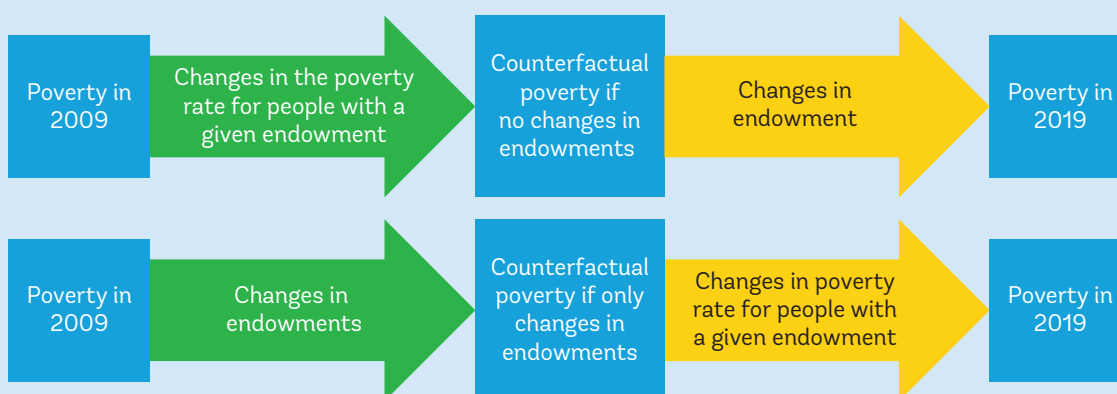 Poverty in
2009
Changes in the poverty
rate for people with a
given endowment
Counterfactual
poverty if
no changes in
endowments
Changes in
endowment
Poverty in
2019
Poverty in
2009
Changes in
endowments
Counterfactual
poverty if only
changes in
endowments
Changes in poverty
rate for people with
a given endowment
Poverty in
2019